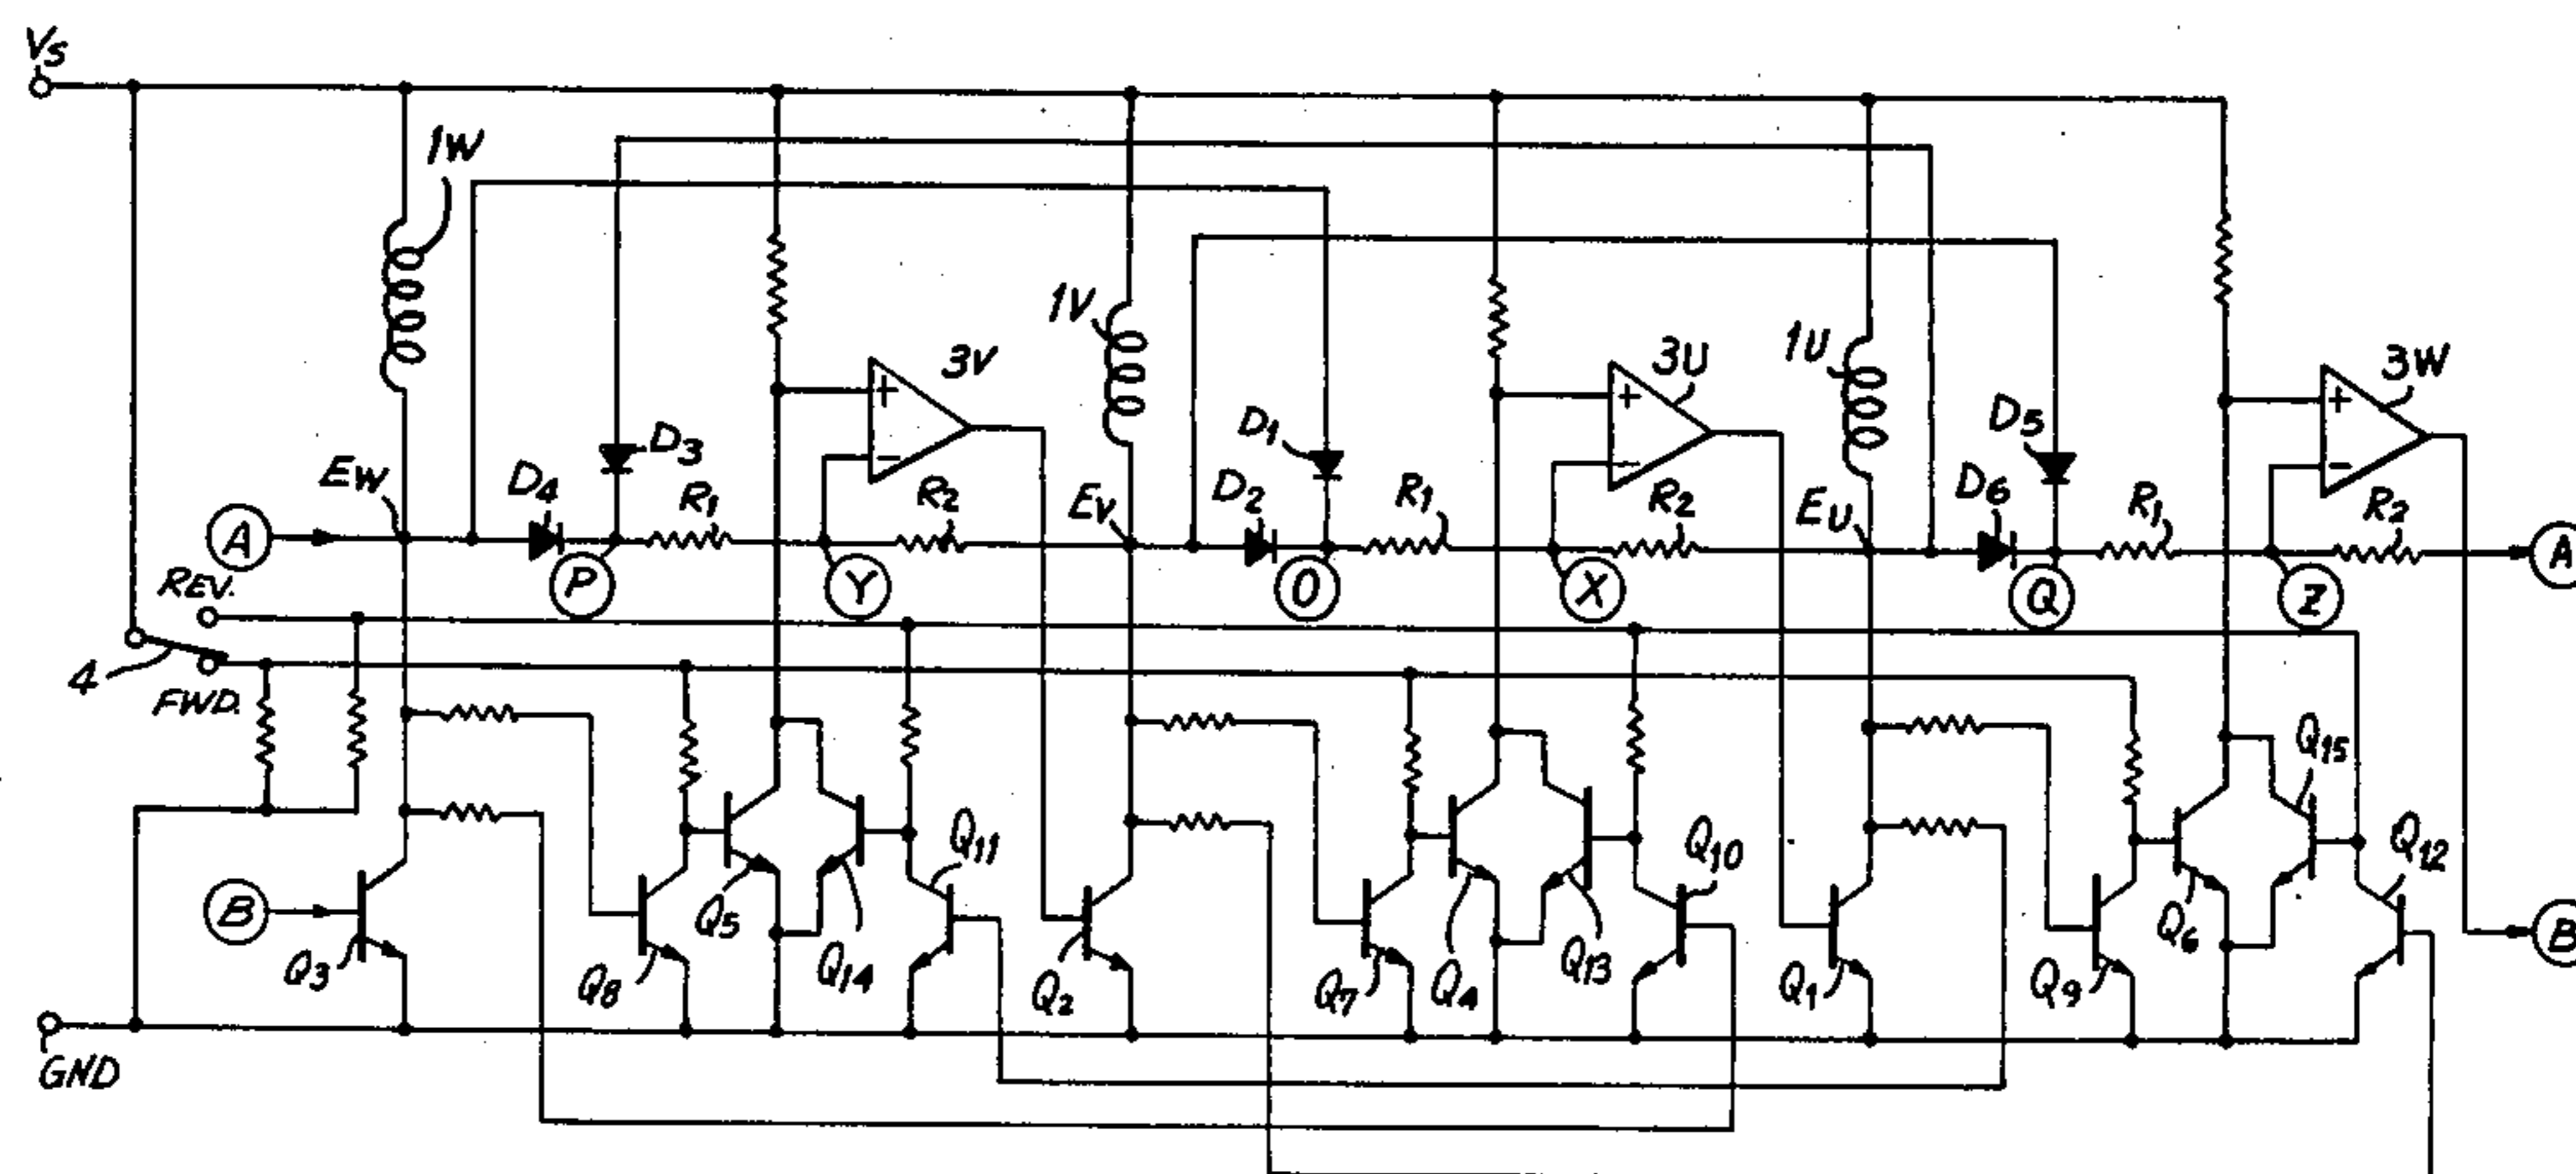 VS
1W
1V
1U
3V
3U
3W
D3
D1
D5
EW
D4
R1
R2
EV
D2
R1
R2
EU
D6
R1
R2
A
P
Y
O
X
Q
Z
A
REV.
4
FWD.
+
−
+
−
+
−
B
Q3
Q8
Q5
Q14
Q11
Q2
Q7
Q4
Q13
Q10
Q1
Q9
Q6
Q15
Q12
B
GND